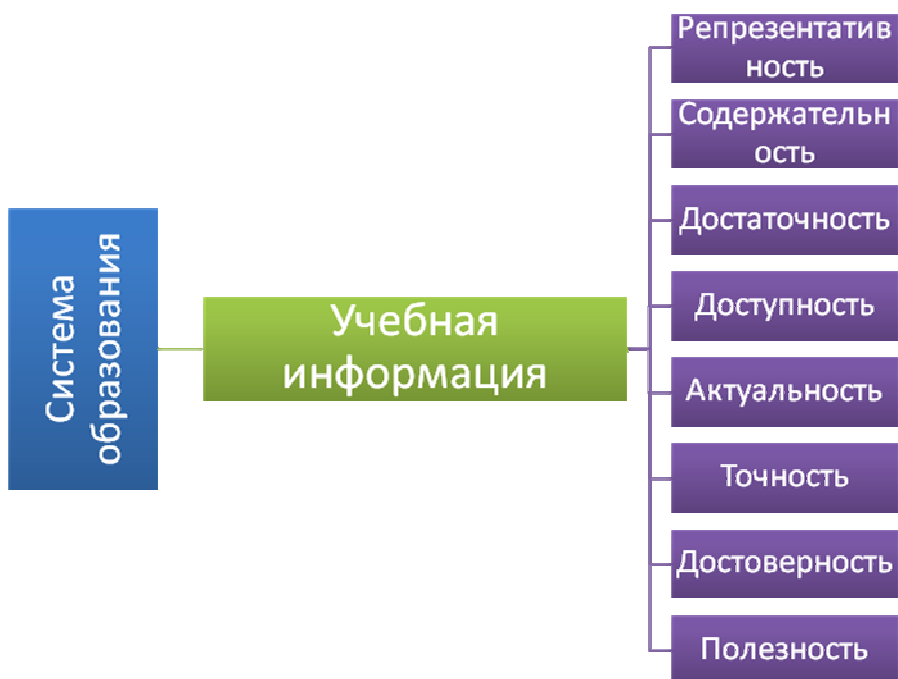 Система
образования
Учебная
информация
Репрезентатив
ность
Содержательн
ость
Достаточность
Доступность
Актуальность
Точность
Достоверность
Полезность